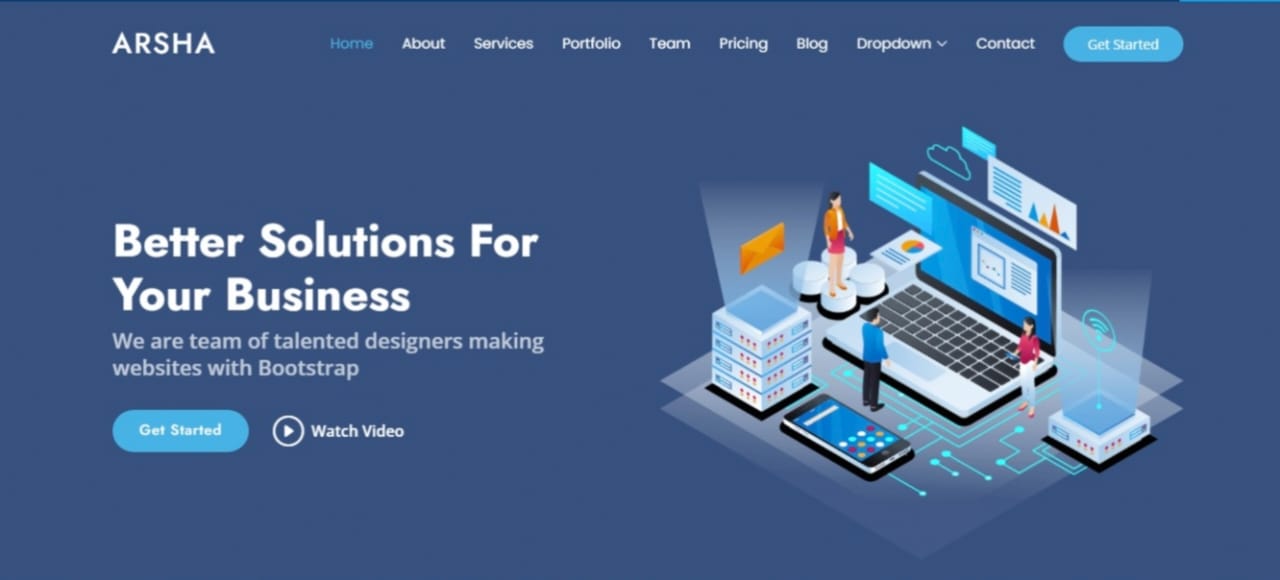 ARSHA
Home About Services Portfolio Team Pricing Blog Dropdown Contact Get Started
Better Solutions For
Your Business
We are team of talented designers making
websites with Bootstrap
Get Started Watch Video